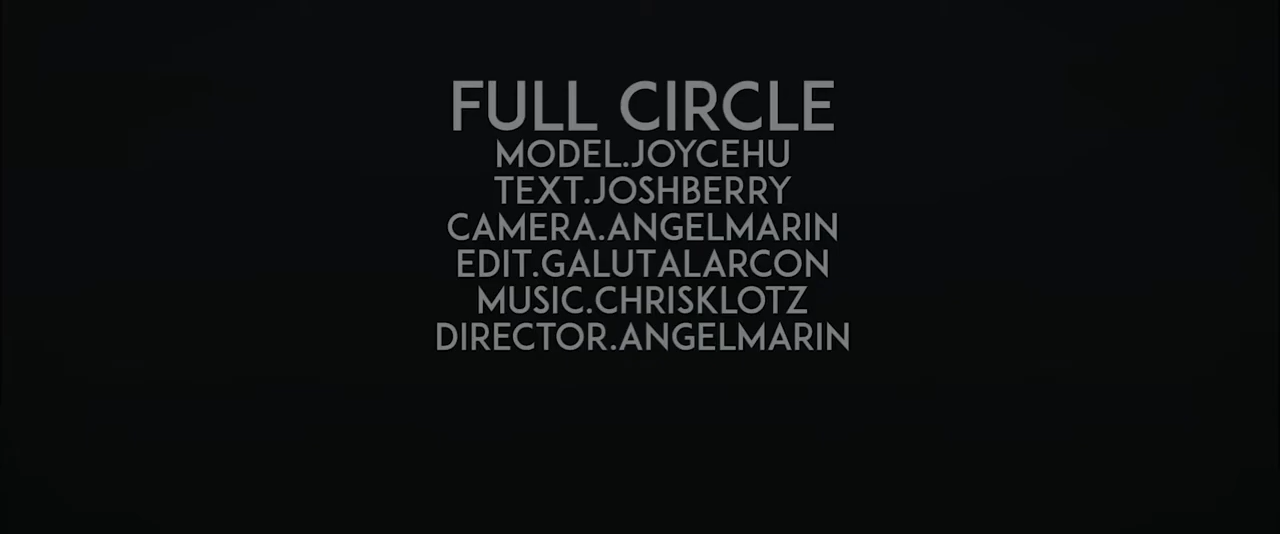 FULL CIRCLE
MODEL.JOYCEHU
TEXT.JOSHBERRY
CAMERA.ANGELMARIN
EDIT.GALUTALARCON
MUSIC.CHRISKLOTZ
DIRECTOR.ANGELMARIN